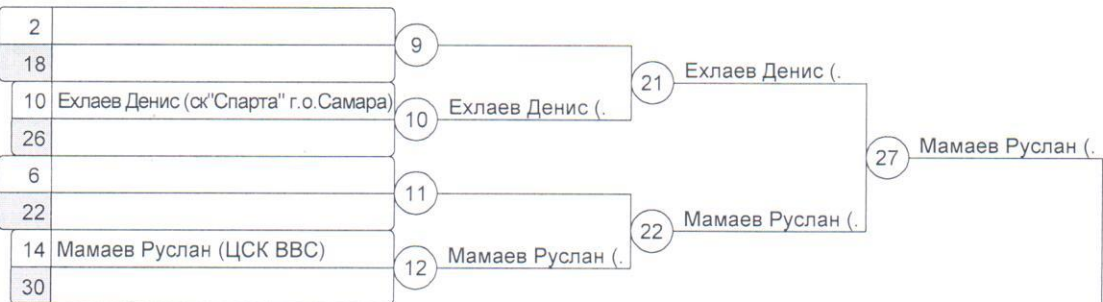 2
9
18
21 Ехлаев Денис (.
10 Ехлаев Денис (ск"Спарта" г.о.Самара)
10 Ехлаев Денис (.
26
27 Мамаев Руслан (.
6
11
22
22 Мамаев Руслан (.
14 Мамаев Руслан (ЦСК ВВС)
12 Мамаев Руслан (.
30